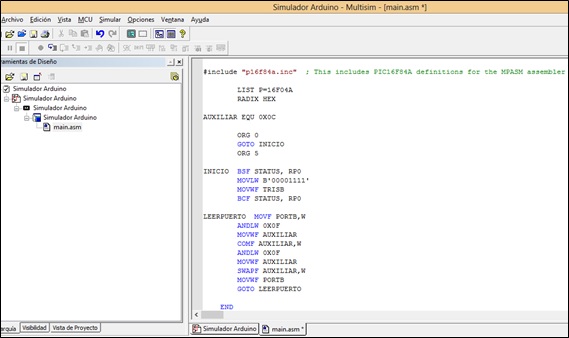 Simulador Arduino - Multisim - [main.asm *]
Archivo Edición Ver Vista MCU Simular Opciones Ventana Ayuda
ramientas de Diseño
Simulador Arduino
Simulador Arduino
Simulador Arduino
Simulador Arduino
main.asm
#include "p16f84a.inc" ; This includes PIC16F84A definitions for the MPASM assembler
LIST P=16F04A
RADIX HEX
AUXILIAR EQU 0X0C
ORG 0
GOTO INICIO
ORG 5
INICIO BSF STATUS, RP0
MOVLW B'00001111'
MOVWF TRISB
BCF STATUS, RP0
LEERPUERTO MOVF PORTB,W
ANDLW 0X0F
MOVWF AUXILIAR
COMF AUXILIAR,W
ANDLW 0X0F
MOVWF AUXILIAR
SWAPF AUXILIAR,W
MOVWF PORTB
GOTO LEERPUERTO
END
arquía Visibilidad Vista de Proyecto
Simulador Arduino main.asm *